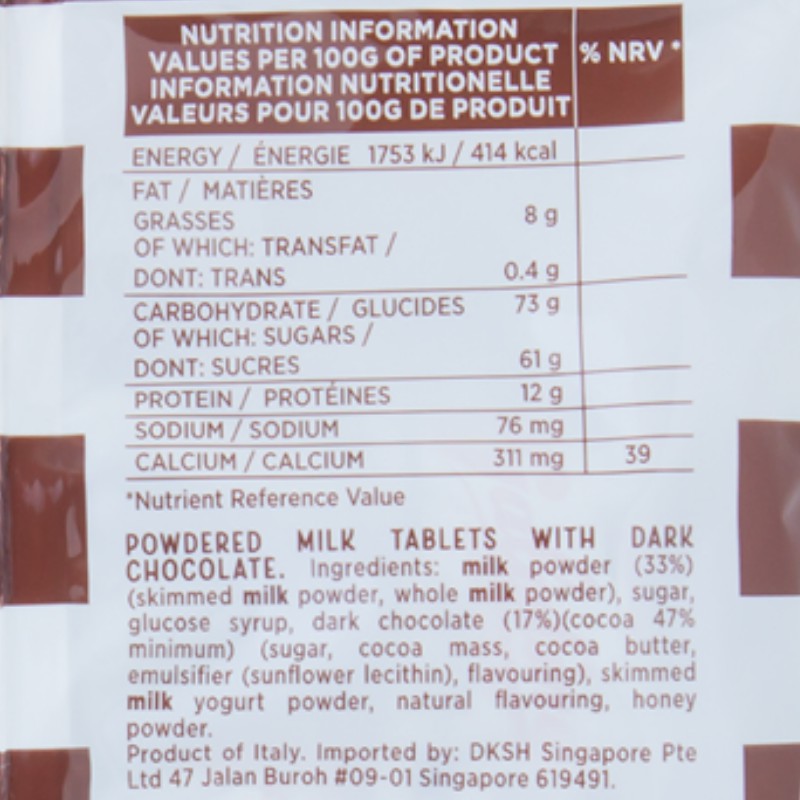 NUTRITION INFORMATION
VALUES PER 100G OF PRODUCT % NRV *
INFORMATION NUTRITIONELLE
VALEURS POUR 100G DE PRODUIT
ENERGY / ÉNERGIE 1753 kJ / 414 kcal
FAT / MATIÈRES
GRASSES 8 g
OF WHICH: TRANSFAT /
DONT: TRANS 0.4 g
CARBOHYDRATE / GLUCIDES 73 g
OF WHICH: SUGARS /
DONT: SUCRES 61 g
PROTEIN / PROTÉINES 12 g
SODIUM / SODIUM 76 mg
CALCIUM / CALCIUM 311 mg 39
*Nutrient Reference Value
POWDERED MILK TABLETS WITH DARK
CHOCOLATE. Ingredients: milk powder (33%)
(skimmed milk powder, whole milk powder), sugar,
glucose syrup, dark chocolate (17%)(cocoa 47%
minimum) (sugar, cocoa mass, cocoa butter,
emulsifier (sunflower lecithin), flavouring), skimmed
milk yogurt powder, natural flavouring, honey
powder.
Product of Italy. Imported by: DKSH Singapore Pte
Ltd 47 Jalan Buroh #09-01 Singapore 619491.